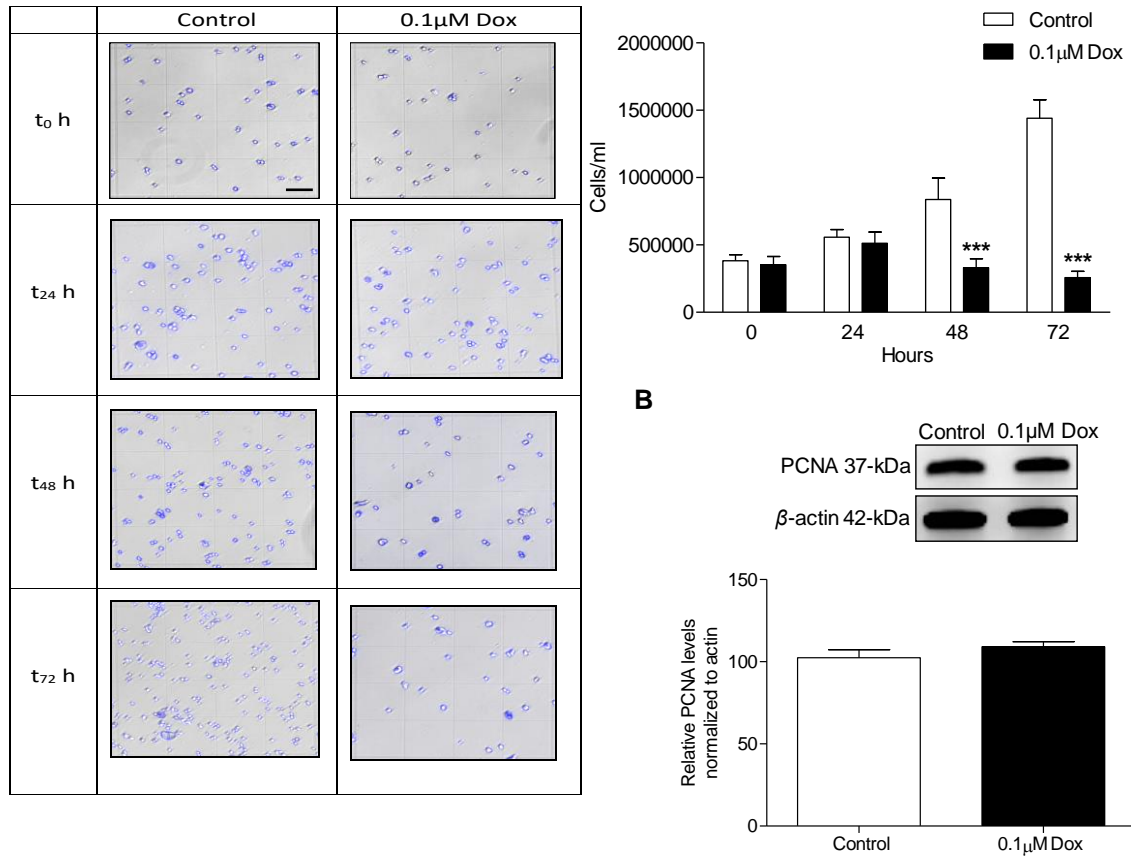 Control 0.1µM Dox
t₀ h
t₂₄ h
t₄₈ h
t₇₂ h
Control
0.1µM Dox
2000000
1500000
1000000
500000
0
Cells/ml
***
***
0 24 48 72
Hours
B
Control 0.1µM Dox
PCNA 37-kDa
β-actin 42-kDa
150
100
50
0
Relative PCNA levels
normalized to actin
Control 0.1µM Dox